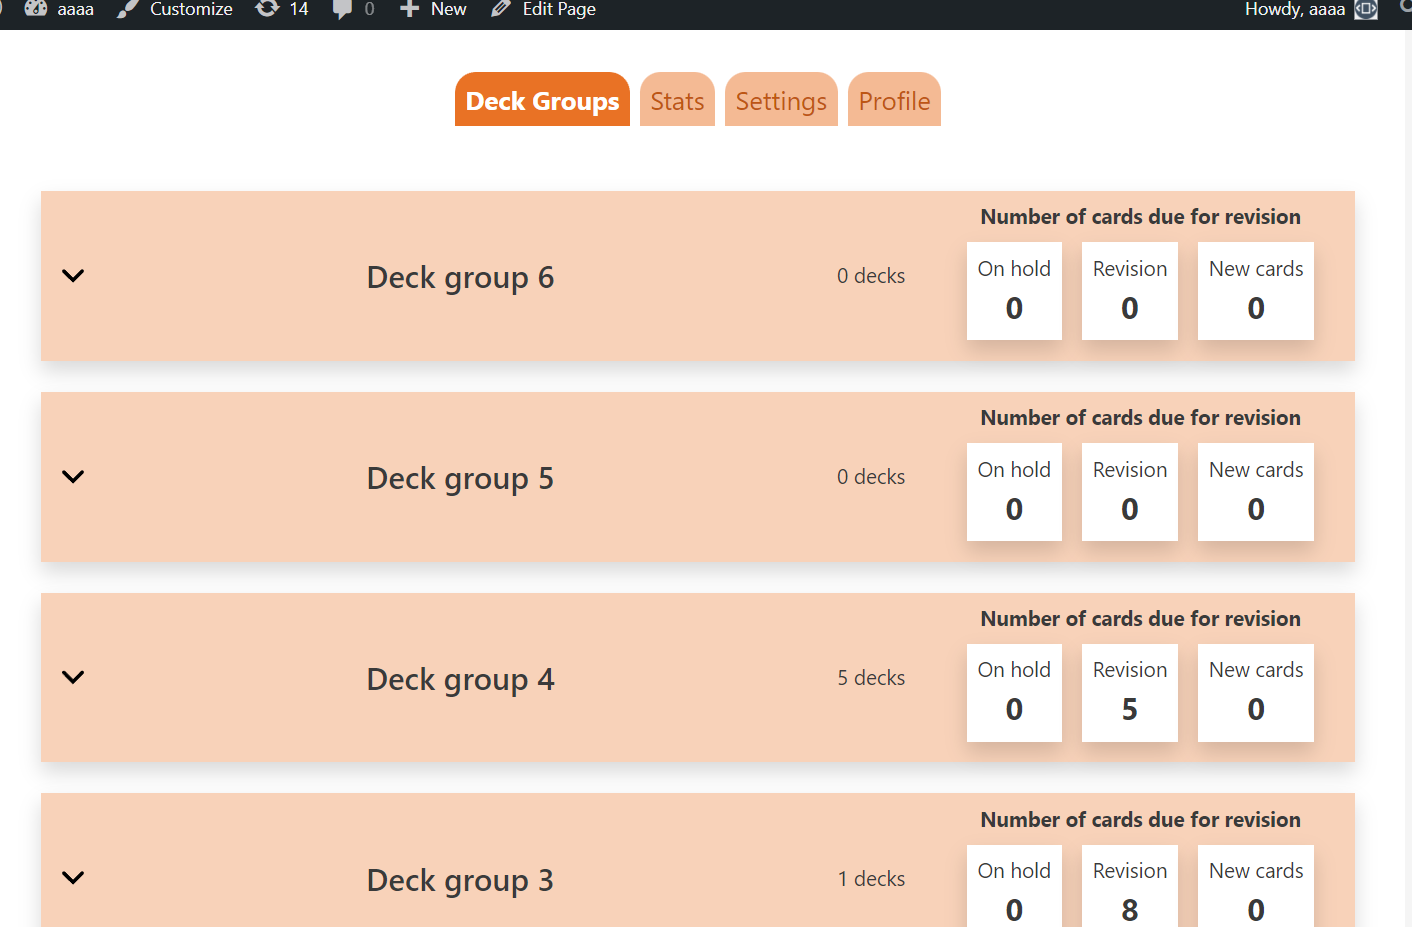 aaaa Customize 14 0 New Edit Page Howdy, aaaa
Deck Groups Stats Settings Profile
Number of cards due for revision
Deck group 6 0 decks
On hold Revision New cards
0 0 0
Number of cards due for revision
Deck group 5 0 decks
On hold Revision New cards
0 0 0
Number of cards due for revision
Deck group 4 5 decks
On hold Revision New cards
0 5 0
Number of cards due for revision
Deck group 3 1 decks
On hold Revision New cards
0 8 0